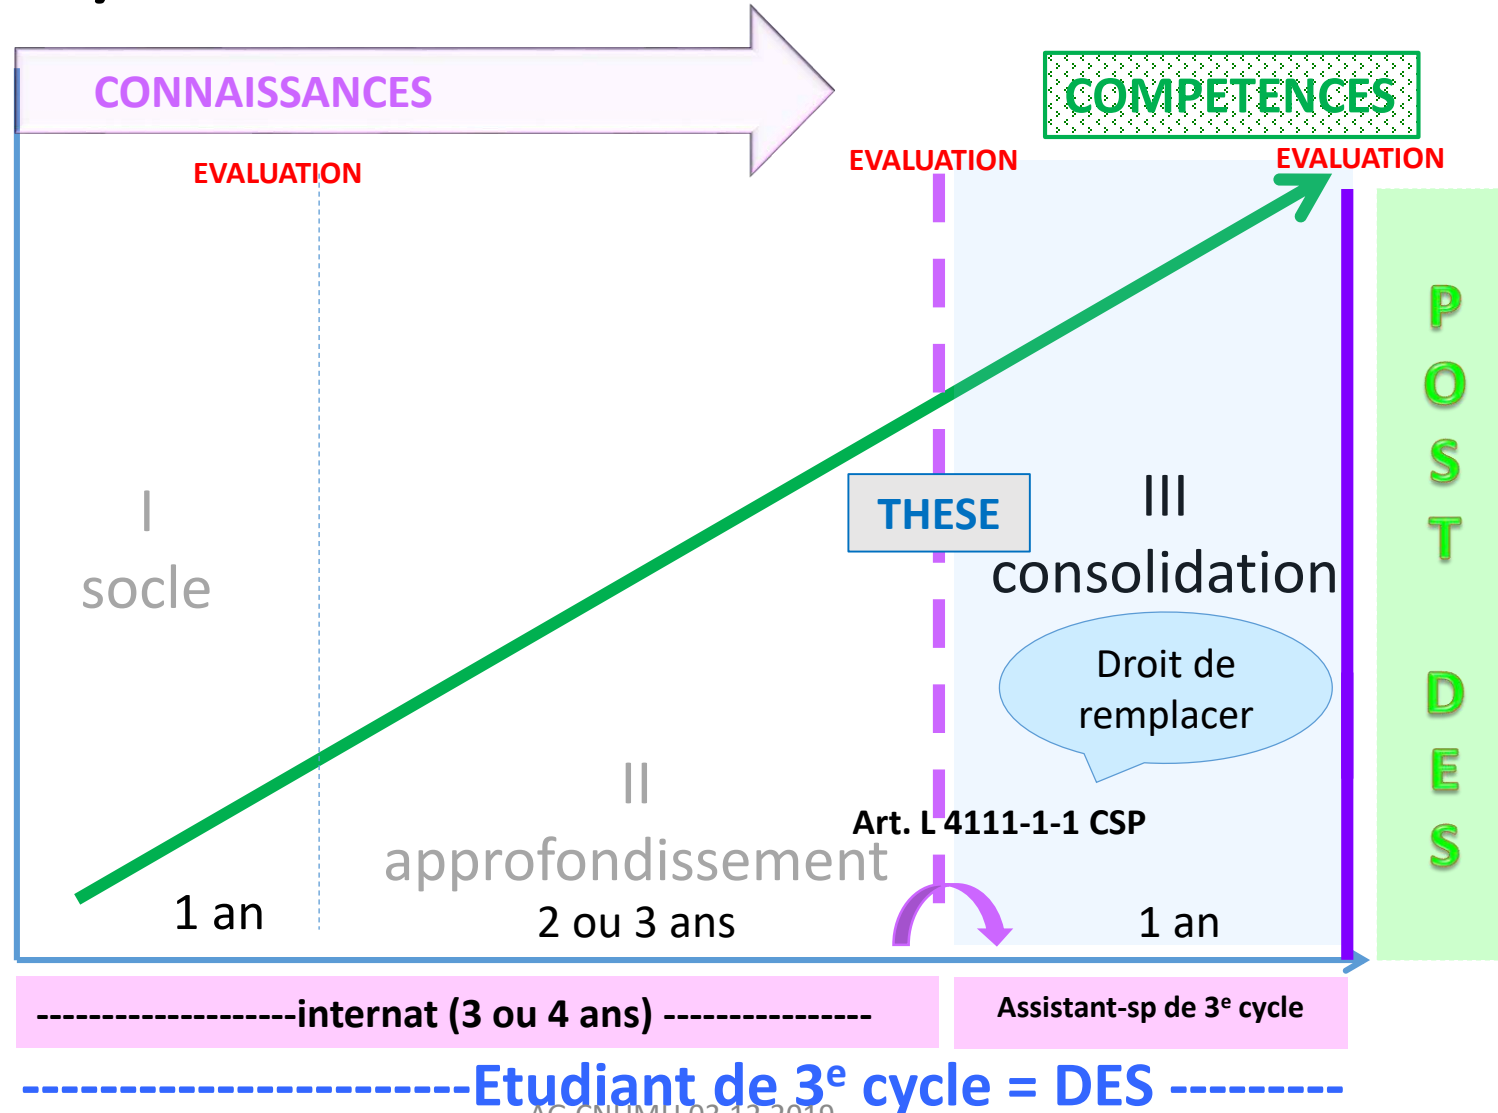 CONNAISSANCES
COMPETENCES
EVALUATION
EVALUATION
EVALUATION
I
socle
1 an
II
approfondissement
2 ou 3 ans
THESE
III
consolidation
Droit de
remplacer
Art. L 4111-1-1 CSP
1 an
POST
DES
--------------------internat (3 ou 4 ans) ----------------
Assistant-sp de 3e cycle
-----------------------Etudiant de 3e cycle = DES ---------